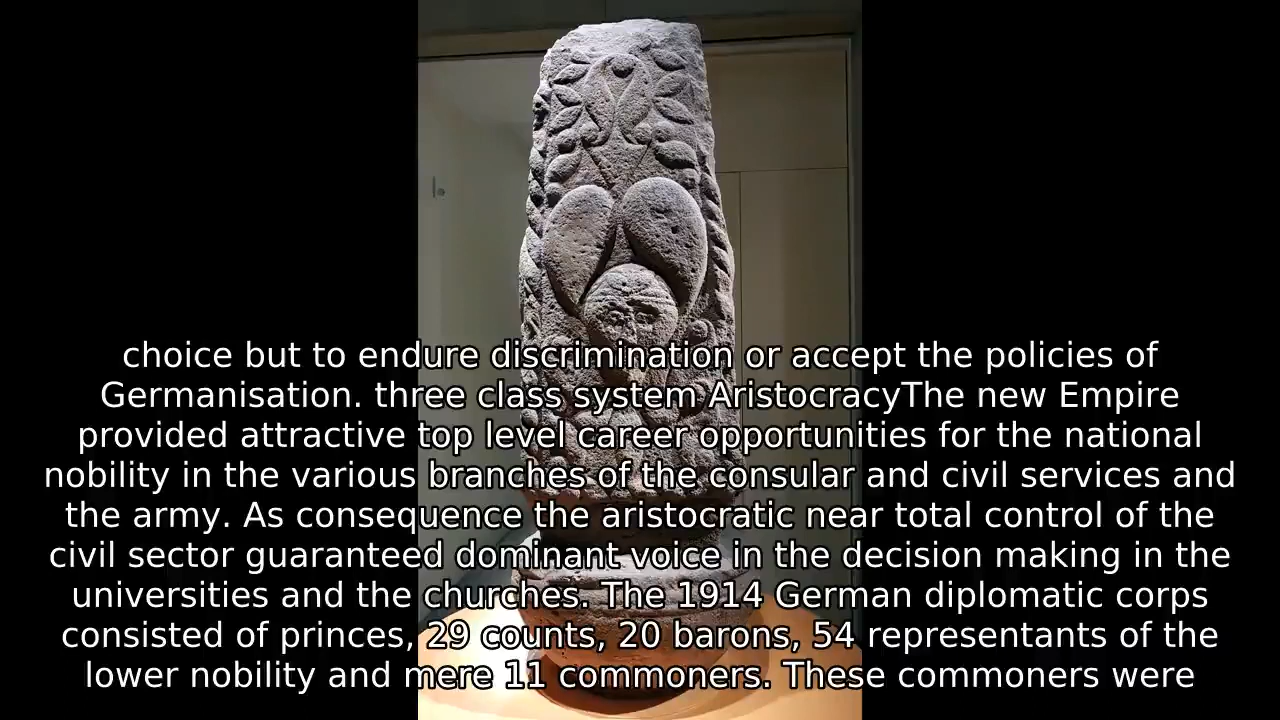 choice but to endure discrimination or accept the policies of
Germanisation. three class system AristocracyThe new Empire
provided attractive top level career opportunities for the national
nobility in the various branches of the consular and civil services and
the army. As consequence the aristocratic near total control of the
civil sector guaranteed dominant voice in the decision making in the
universities and the churches. The 1914 German diplomatic corps
consisted of princes, 29 counts, 20 barons, 54 representants of the
lower nobility and mere 11 commoners. These commoners were